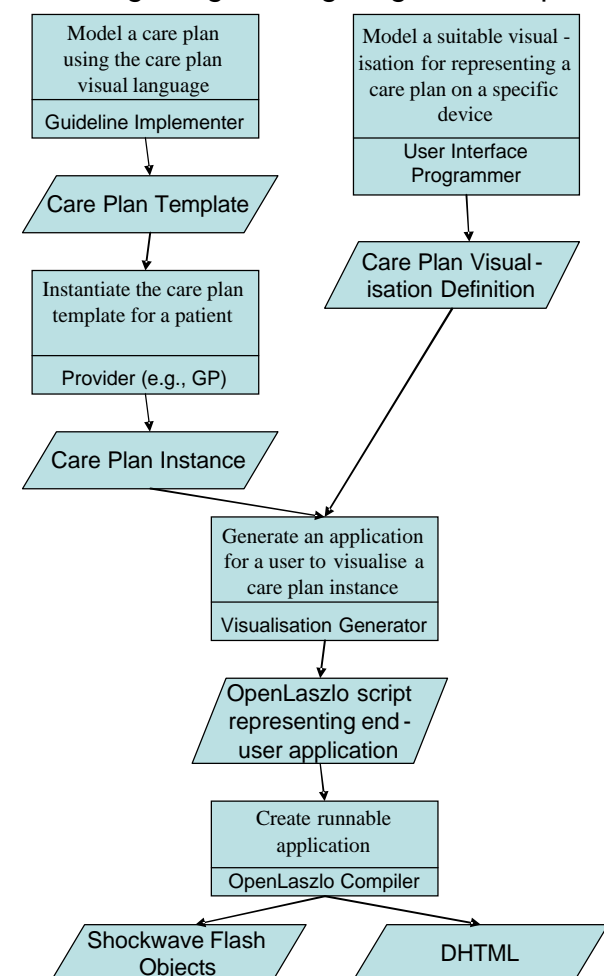 Model a care plan
using the care plan
visual language
Guideline Implementer
Model a suitable visual -
isation for representing a
care plan on a specific
device
User Interface
Programmer
Care Plan Template
Care Plan Visual -
isation Definition
Instantiate the care plan
template for a patient
Provider (e.g., GP)
Care Plan Instance
Generate an application
for a user to visualise a
care plan instance
Visualisation Generator
OpenLaszlo script
representing end -
user application
Create runnable
application
OpenLaszlo Compiler
Shockwave Flash
Objects
DHTML